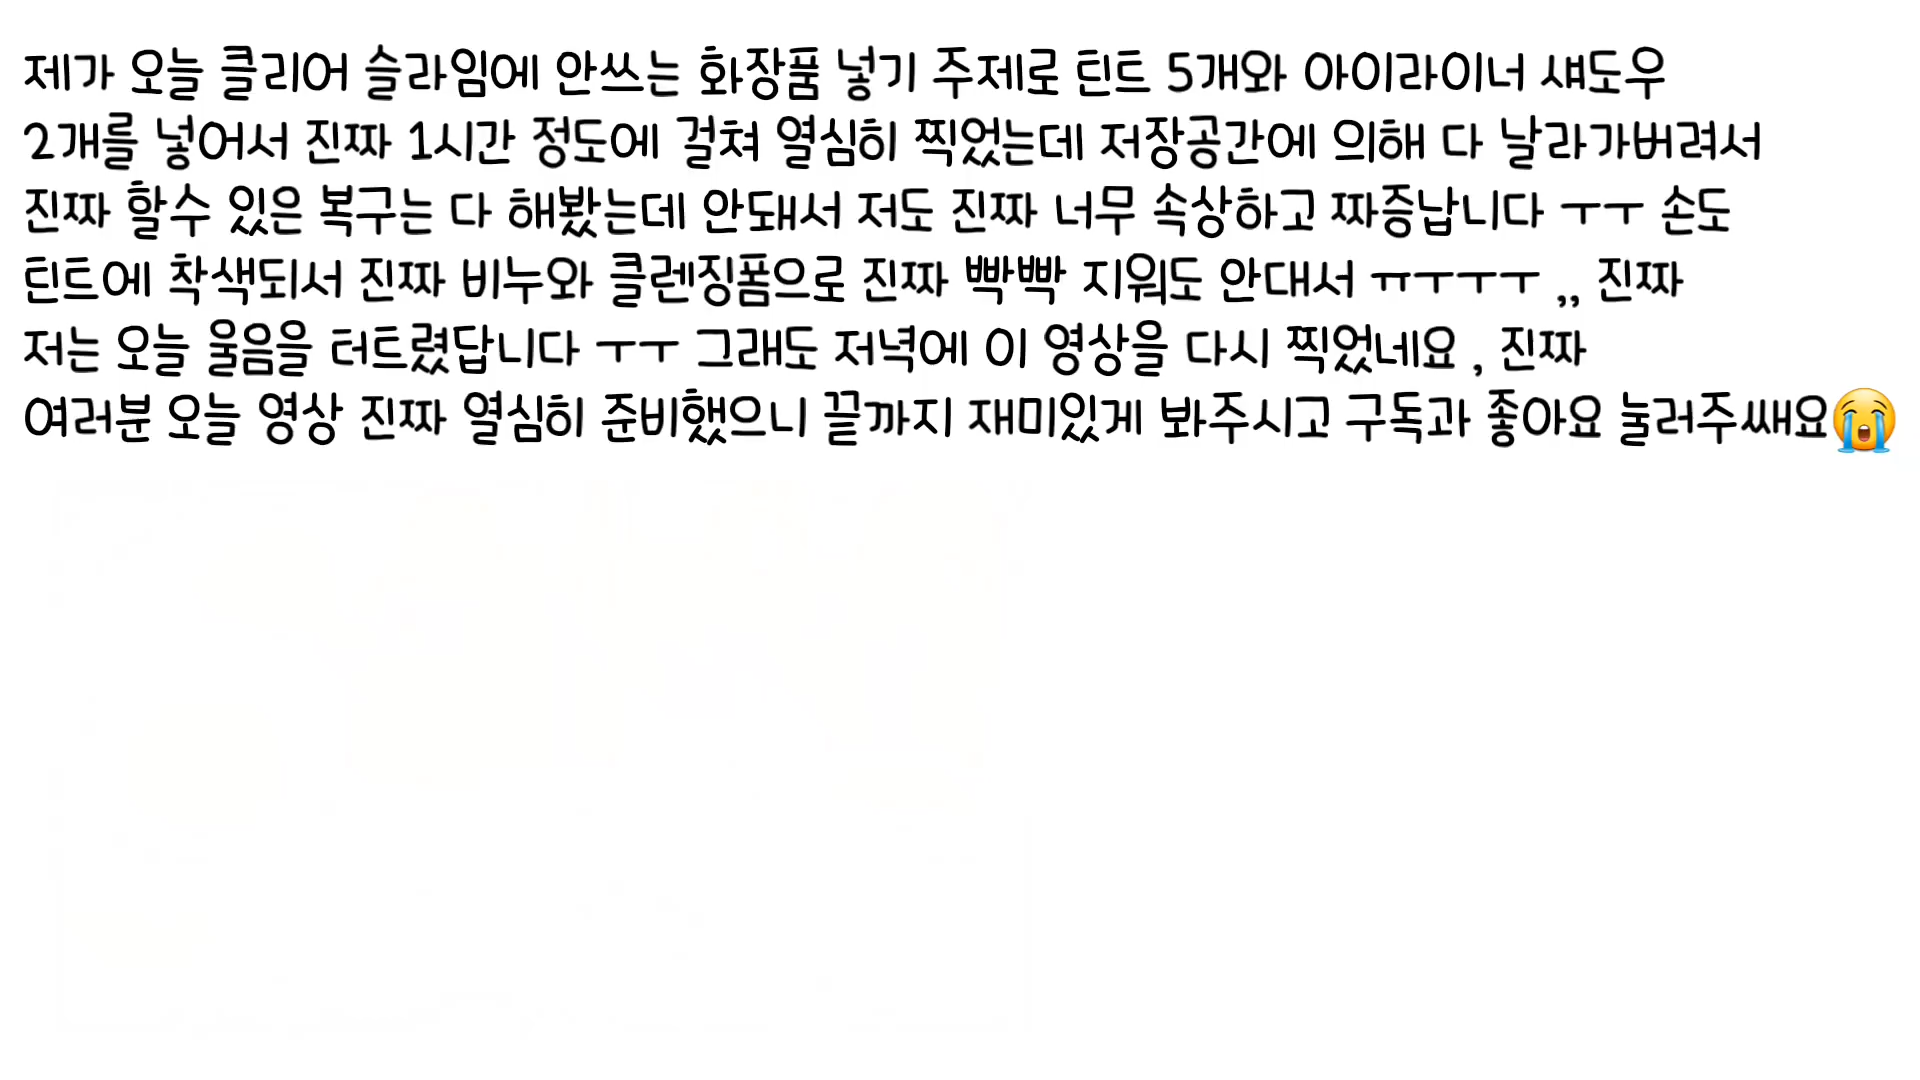 제가 오늘 클리어 슬라임에 안쓰는 화장품 넣기 주제로 틴트 5개와 아이라이너 섀도우
2개를 넣어서 진짜 1시간 정도에 걸쳐 열심히 찍었는데 저장공간에 의해 다 날라가버려서
진짜 할수 있은 복구는 다 해봤는데 안돼서 저도 진짜 너무 속상하고 짜증납니다 ㅜㅜ 손도
틴트에 착색되서 진짜 비누와 클렌징폼으로 진짜 빡빡 지워도 안대서 ㅠㅜㅜㅜ ,, 진짜
저는 오늘 울음을 터트렸답니다 ㅜㅜ 그래도 저녁에 이 영상을 다시 찍었네요 , 진짜
여러분 오늘 영상 진짜 열심히 준비했으니 끝까지 재미있게 봐주시고 구독과 좋아요 눌러주쌔요😭